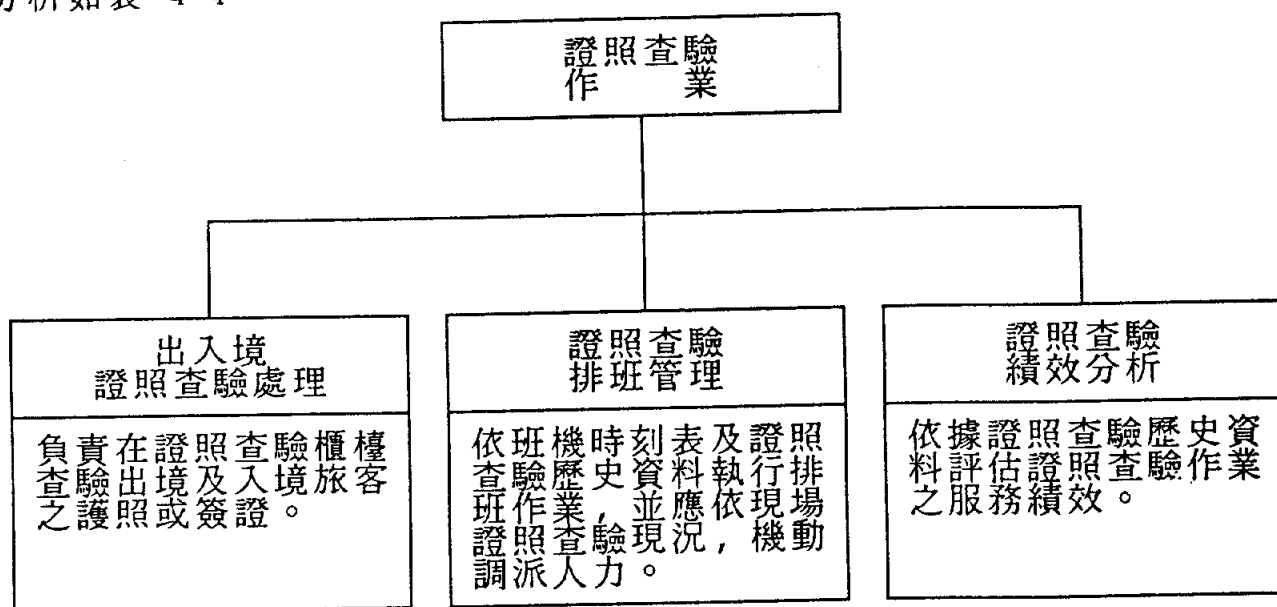 分析如表 4-4
證照查驗
作業
出入境
證照查驗處理
負責在證照查驗櫃檯
查驗出境及入境旅客
之護照或簽證。
證照查驗
排班管理
依班機時刻表及證照
查驗歷史資料執行排
班作業,並應依現場
證照查驗現況,機動
調派人力。
證照查驗
績效分析
依據證照查驗歷史資
料評估證照查驗作業
之服務績效。